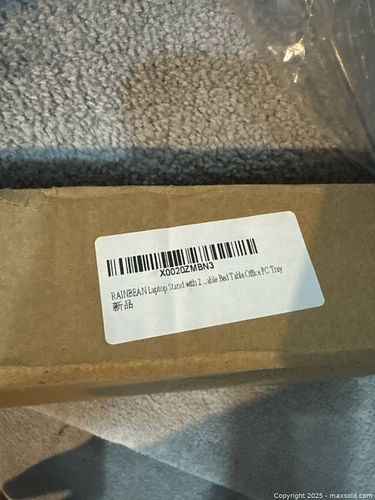 X0020ZMBN3
RAINBEAN Laptop Stand with 2 ...able Bed Table Office PC Tray
新品
Copyright © 2025 - maxsold.com